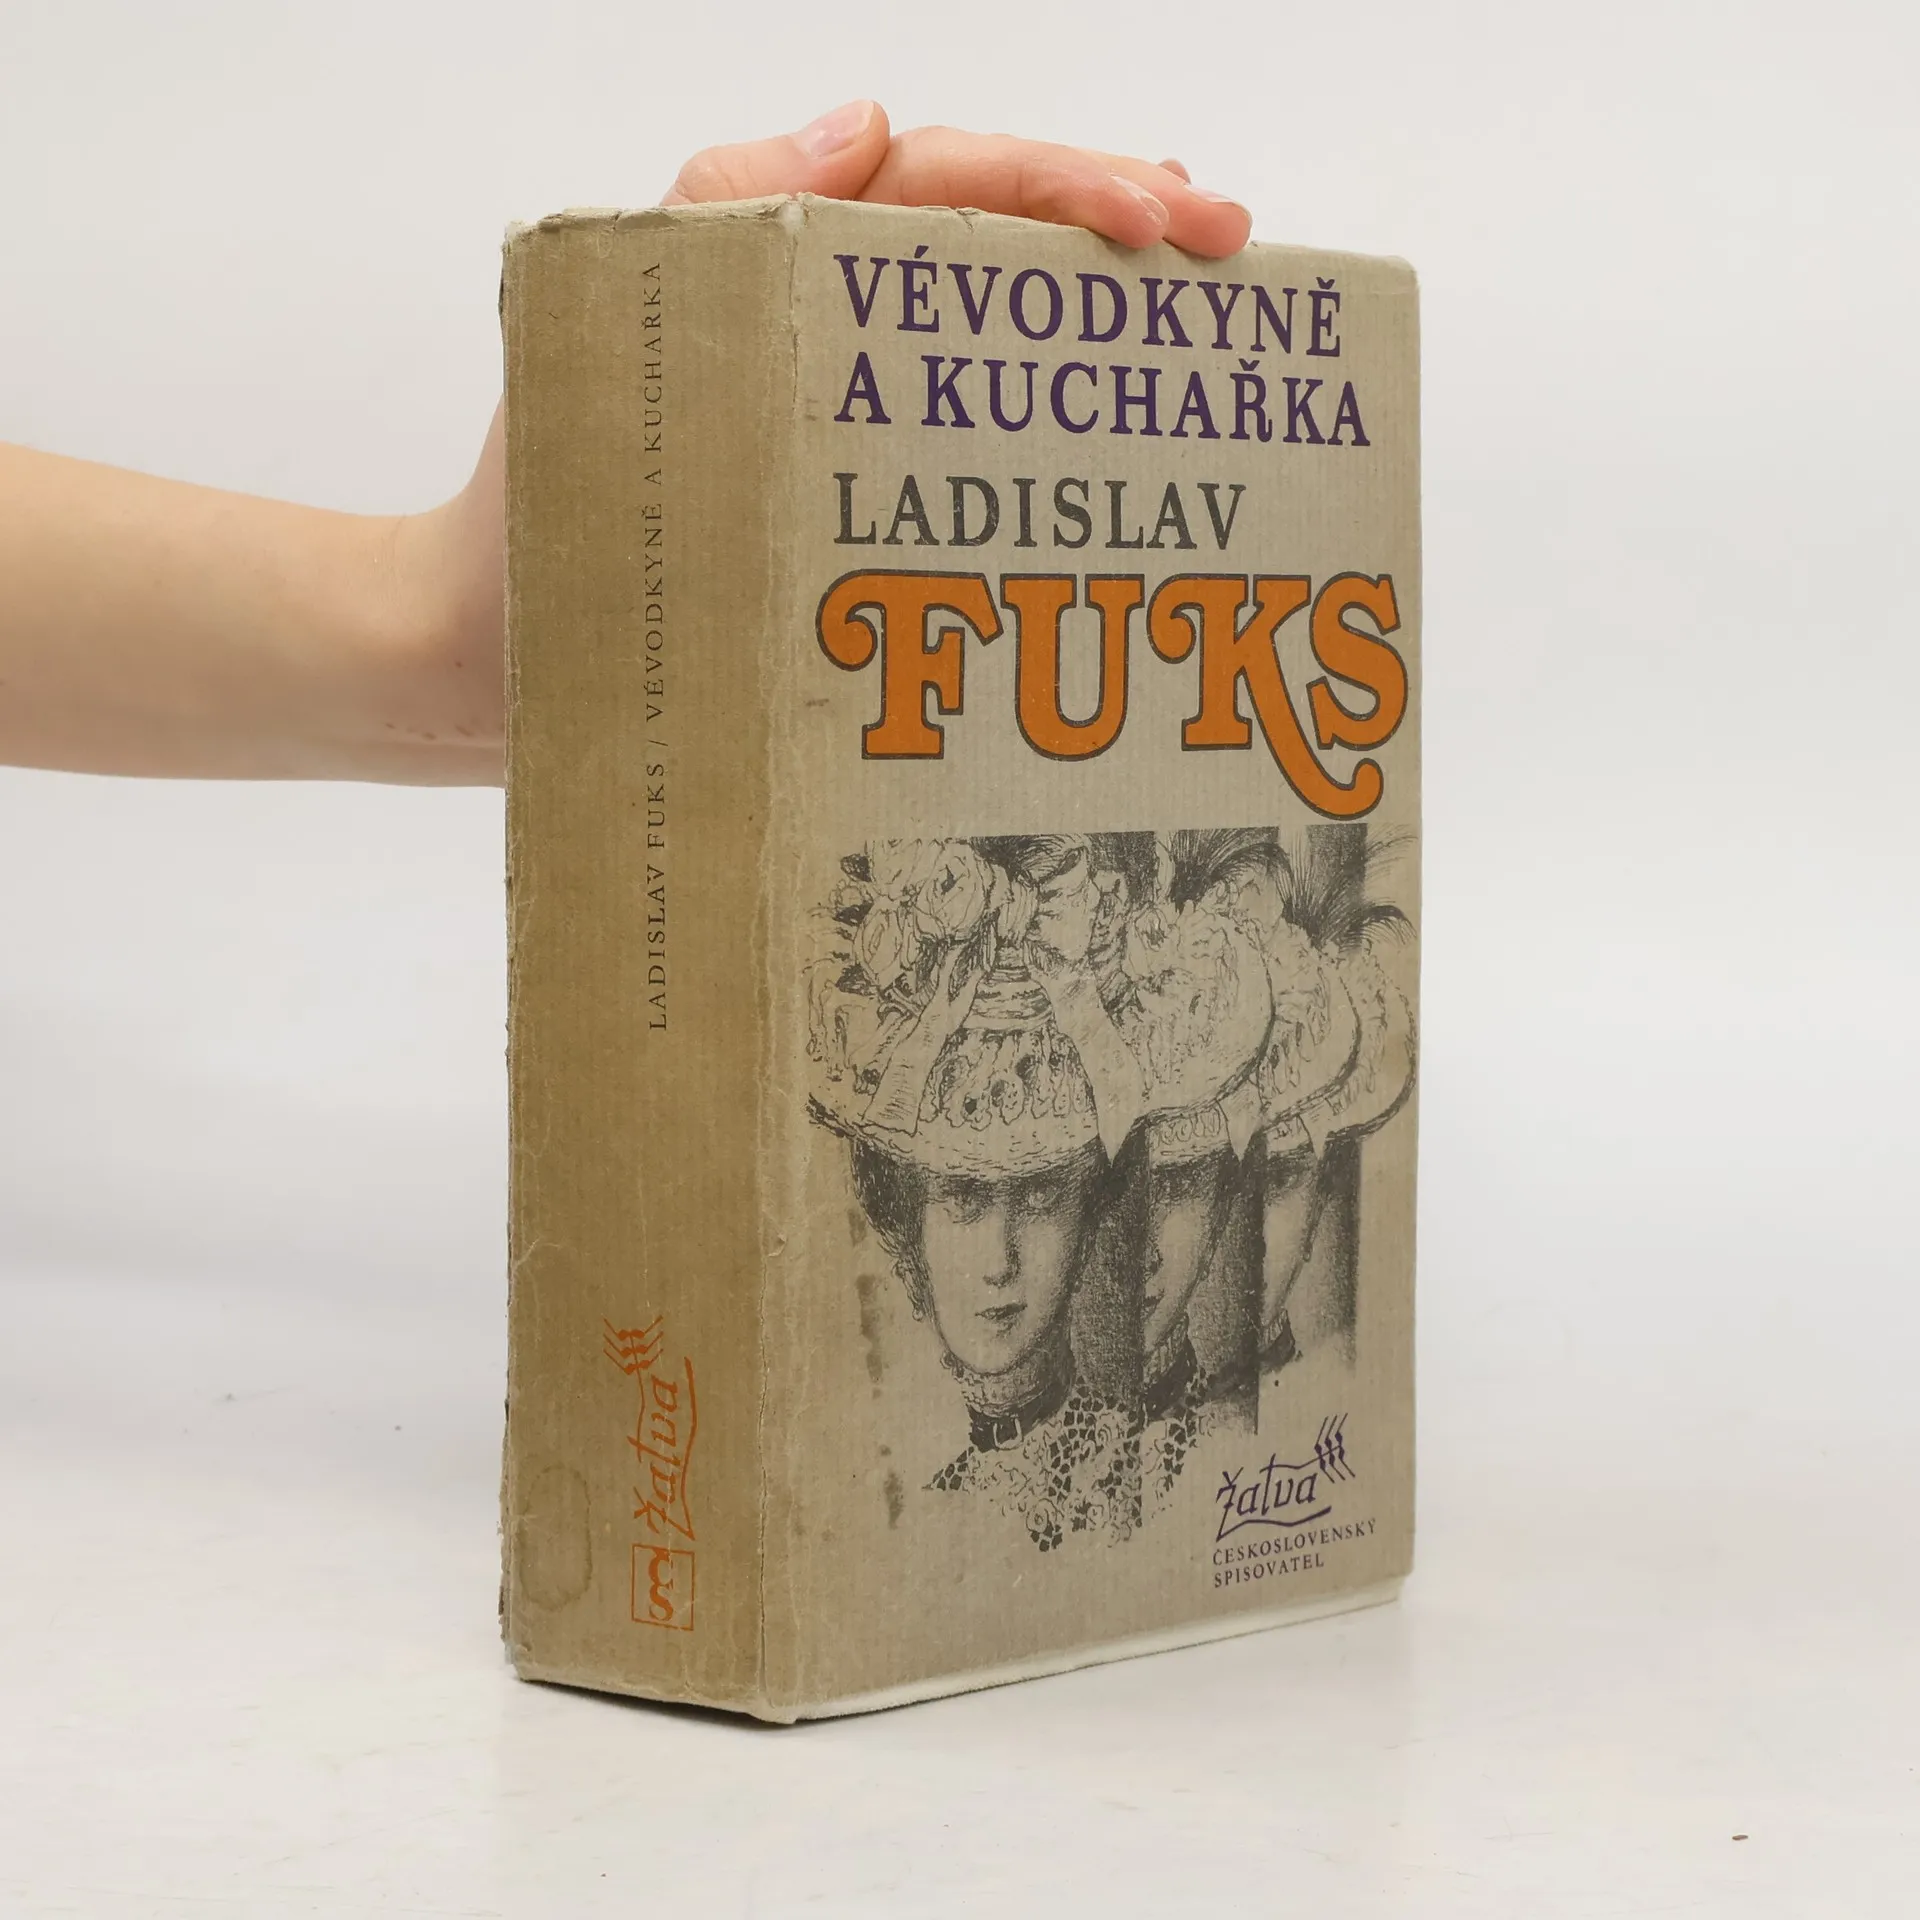 VÉVODKYNĚ
A KUCHAŘKA
LADISLAV
FUKS
žatva
ČESKOSLOVENSKÝ
SPISOVATEL
LADISLAV FUKS / VÉVODKYNĚ A KUCHAŘKA
žatva